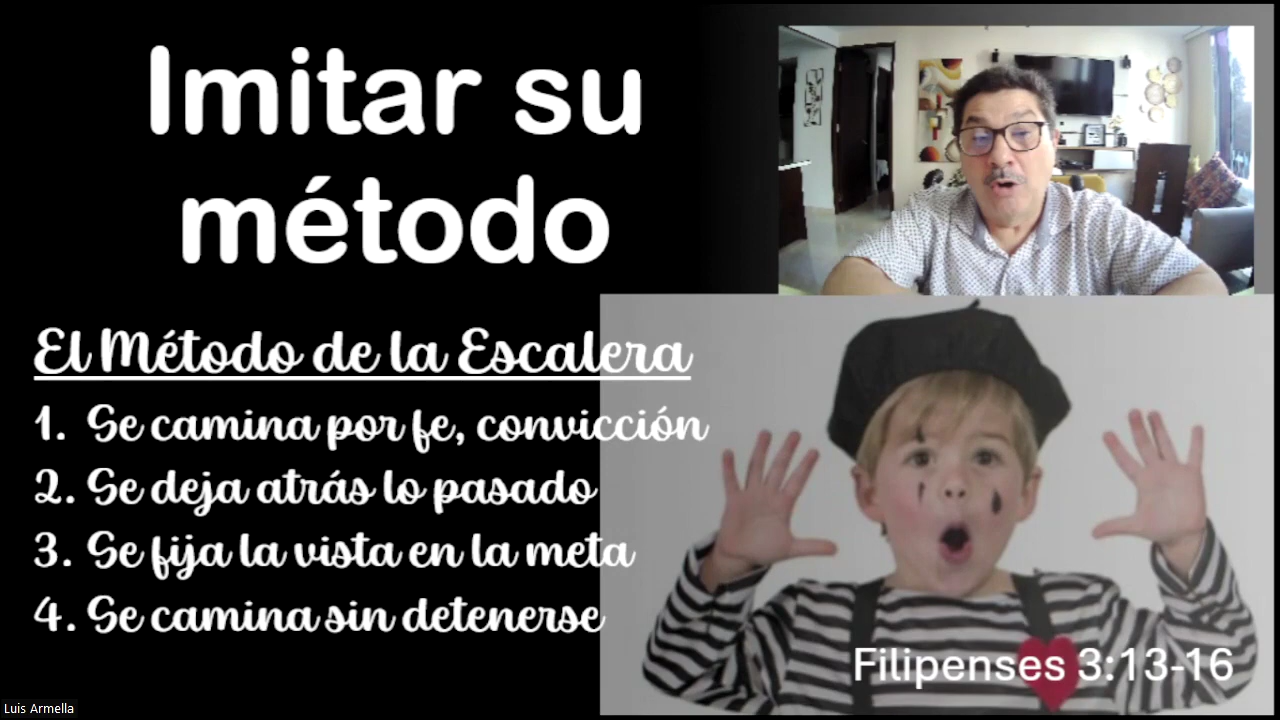 Imitar su
método
El Método de la Escalera
1. Se camina por fe, convicción
2. Se deja atrás lo pasado
3. Se fija la vista en la meta
4. Se camina sin detenerse
Filipenses 3:13-16
Luis Armella